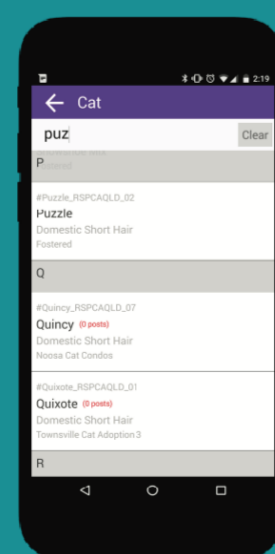 2:19
Cat
puz
Clear
Fostered
P
#Puzzle_RSPCAQLD_02
Puzzle
Domestic Short Hair
Fostered
Q
#Quincy_RSPCAQLD_07
Quincy (0 posts)
Domestic Short Hair
Noosa Cat Condos
#Quixote_RSPCAQLD_01
Quixote (0 posts)
Domestic Short Hair
Townsville Cat Adoption 3
R